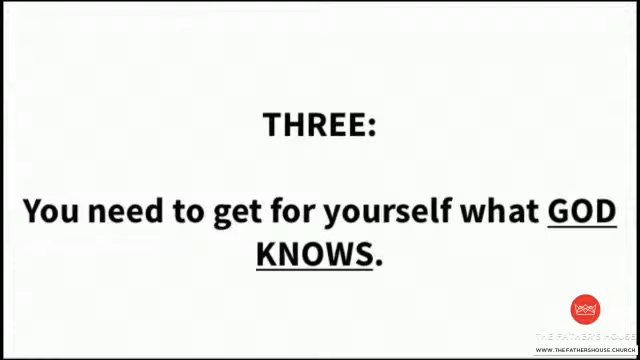 THREE:
You need to get for yourself what GOD
KNOWS.
THE FATHER'S HOUSE
WWW.THEFATHERSHOUSE.CHURCH